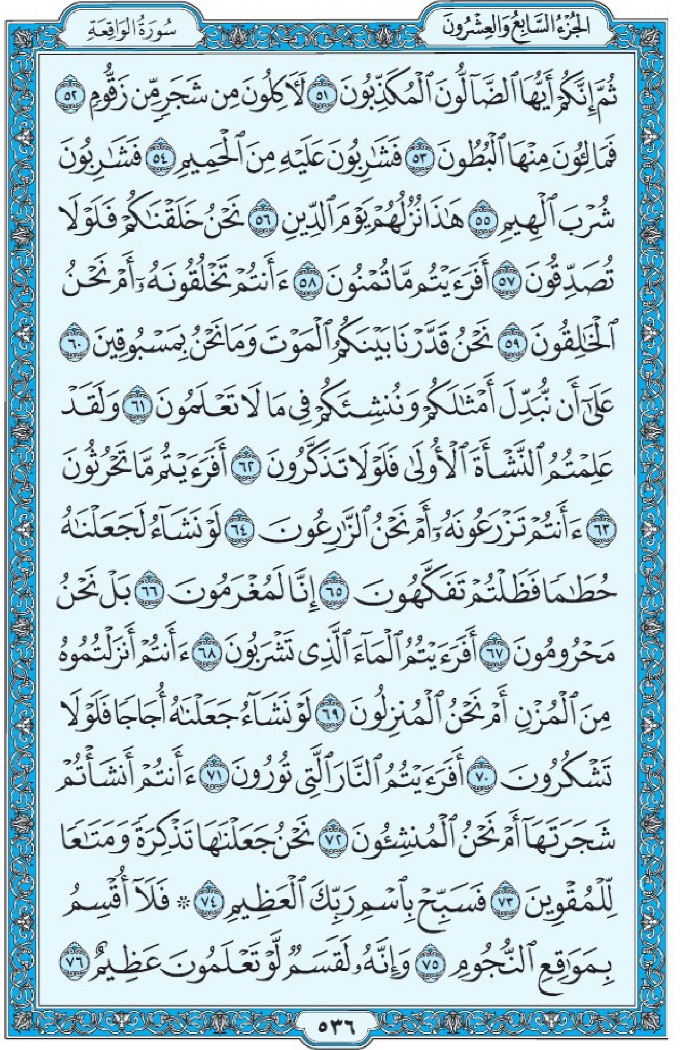 الجُزْءُ السَّابِعُ وَالعِشْرُونَ
سُورَةُ الوَاقِعَةِ
ثُمَّ إِنَّكُمْ أَيُّهَا ٱلضَّآلُّونَ ٱلْمُكَذِّبُونَ ٥١ لَأٓكِلُونَ مِن شَجَرٖ مِّن زَقُّومٖ ٥٢
فَمَالِـُٔونَ مِنْهَا ٱلْبُطُونَ ٥٣ فَشَٰرِبُونَ عَلَيْهِ مِنَ ٱلْحَمِيمِ ٥٤ فَشَٰرِبُونَ
شُرْبَ ٱلْهِيمِ ٥٥ هَٰذَا نُزُلُهُمْ يَوْمَ ٱلدِّينِ ٥٦ نَحْنُ خَلَقْنَٰكُمْ فَلَوْلَا
تُصَدِّقُونَ ٥٧ أَفَرَءَيْتُم مَّا تُمْنُونَ ٥٨ ءَأَنتُمْ تَخْلُقُونَهُۥٓ أَمْ نَحْنُ
ٱلْخَٰلِقُونَ ٥٩ نَحْنُ قَدَّرْنَا بَيْنَكُمُ ٱلْمَوْتَ وَمَا نَحْنُ بِمَسْبُوقِينَ ٦٠
عَلَىٰٓ أَن نُّبَدِّلَ أَمْثَٰلَكُمْ وَنُنشِئَكُمْ فِي مَا لَا تَعْلَمُونَ ٦١ وَلَقَدْ
عَلِمْتُمُ ٱلنَّشْأَةَ ٱلْأُولَىٰ فَلَوْلَا تَذَكَّرُونَ ٦٢ أَفَرَءَيْتُم مَّا تَحْرُثُونَ
٦٣ ءَأَنتُمْ تَزْرَعُونَهُۥٓ أَمْ نَحْنُ ٱلزَّٰرِعُونَ ٦٤ لَوْ نَشَآءُ لَجَعَلْنَٰهُ
حُطَٰمٗا فَظَلْتُمْ تَفَكَّهُونَ ٦٥ إِنَّا لَمُغْرَمُونَ ٦٦ بَلْ نَحْنُ
مَحْرُومُونَ ٦٧ أَفَرَءَيْتُمُ ٱلْمَآءَ ٱلَّذِي تَشْرَبُونَ ٦٨ ءَأَنتُمْ أَنزَلْتُمُوهُ
مِنَ ٱلْمُزْنِ أَمْ نَحْنُ ٱلْمُنزِلُونَ ٦٩ لَوْ نَشَآءُ جَعَلْنَٰهُ أُجَاجٗا فَلَوْلَا
تَشْكُرُونَ ٧٠ أَفَرَءَيْتُمُ ٱلنَّارَ ٱلَّتِي تُورُونَ ٧١ ءَأَنتُمْ أَنشَأْتُمْ
شَجَرَتَهَآ أَمْ نَحْنُ ٱلْمُنشِـُٔونَ ٧٢ نَحْنُ جَعَلْنَٰهَا تَذْكِرَةٗ وَمَتَٰعٗا
لِّلْمُقْوِينَ ٧٣ فَسَبِّحْ بِٱسْمِ رَبِّكَ ٱلْعَظِيمِ ٧٤ ۞ فَلَآ أُقْسِمُ
بِمَوَٰقِعِ ٱلنُّجُومِ ٧٥ وَإِنَّهُۥ لَقَسَمٞ لَّوْ تَعْلَمُونَ عَظِيمٌ ٧٦
٥٣٦